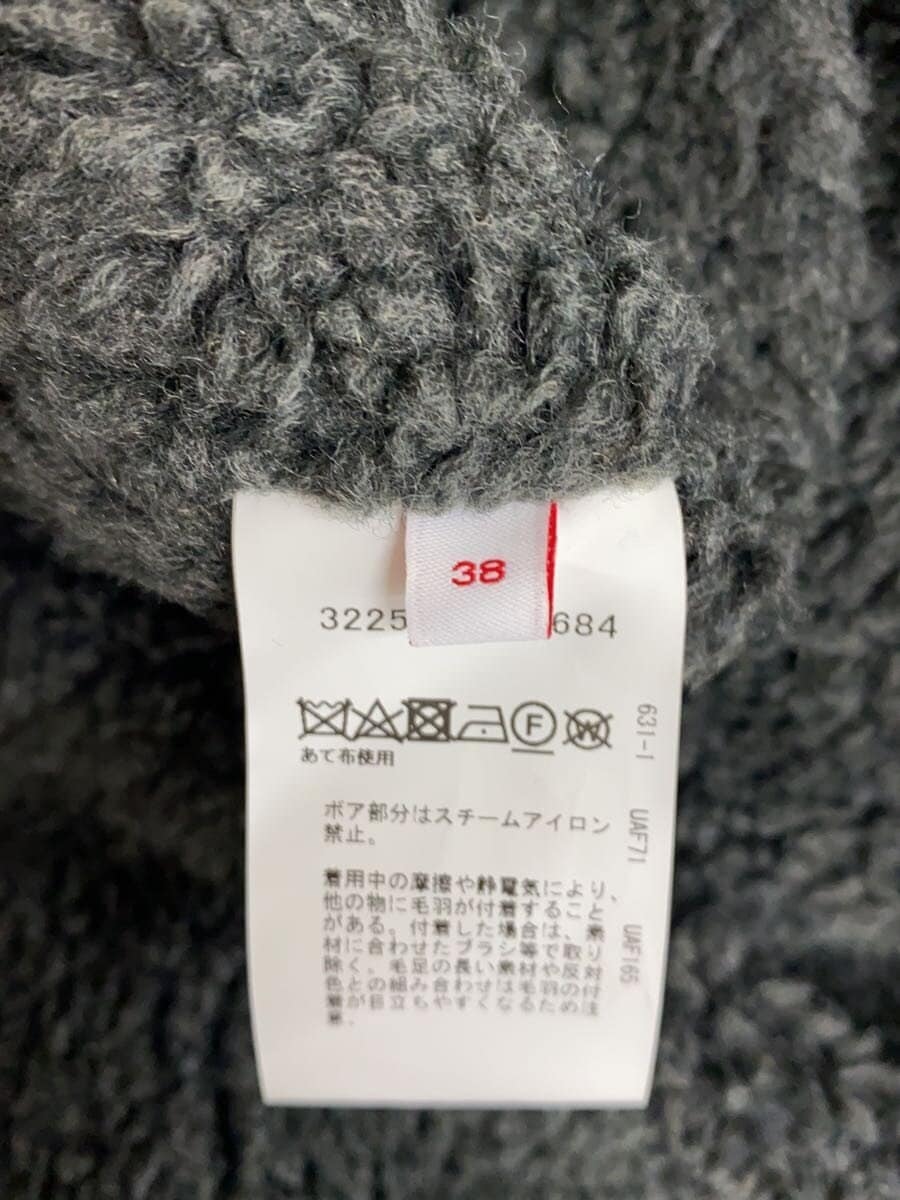 38
3225
684
F
W
あて布使用
ボア部分はスチームアイロン
禁止。
着用中の摩擦や静電気により、
他の物に毛羽が付着すること
がある。付着した場合は、素
材に合わせたブラシ等で取り
除く。毛足の長い素材や反対
色との組み合わせは毛羽の付
着が目立ちやすくなるため注
意。
631-1 UAF71 UAF165